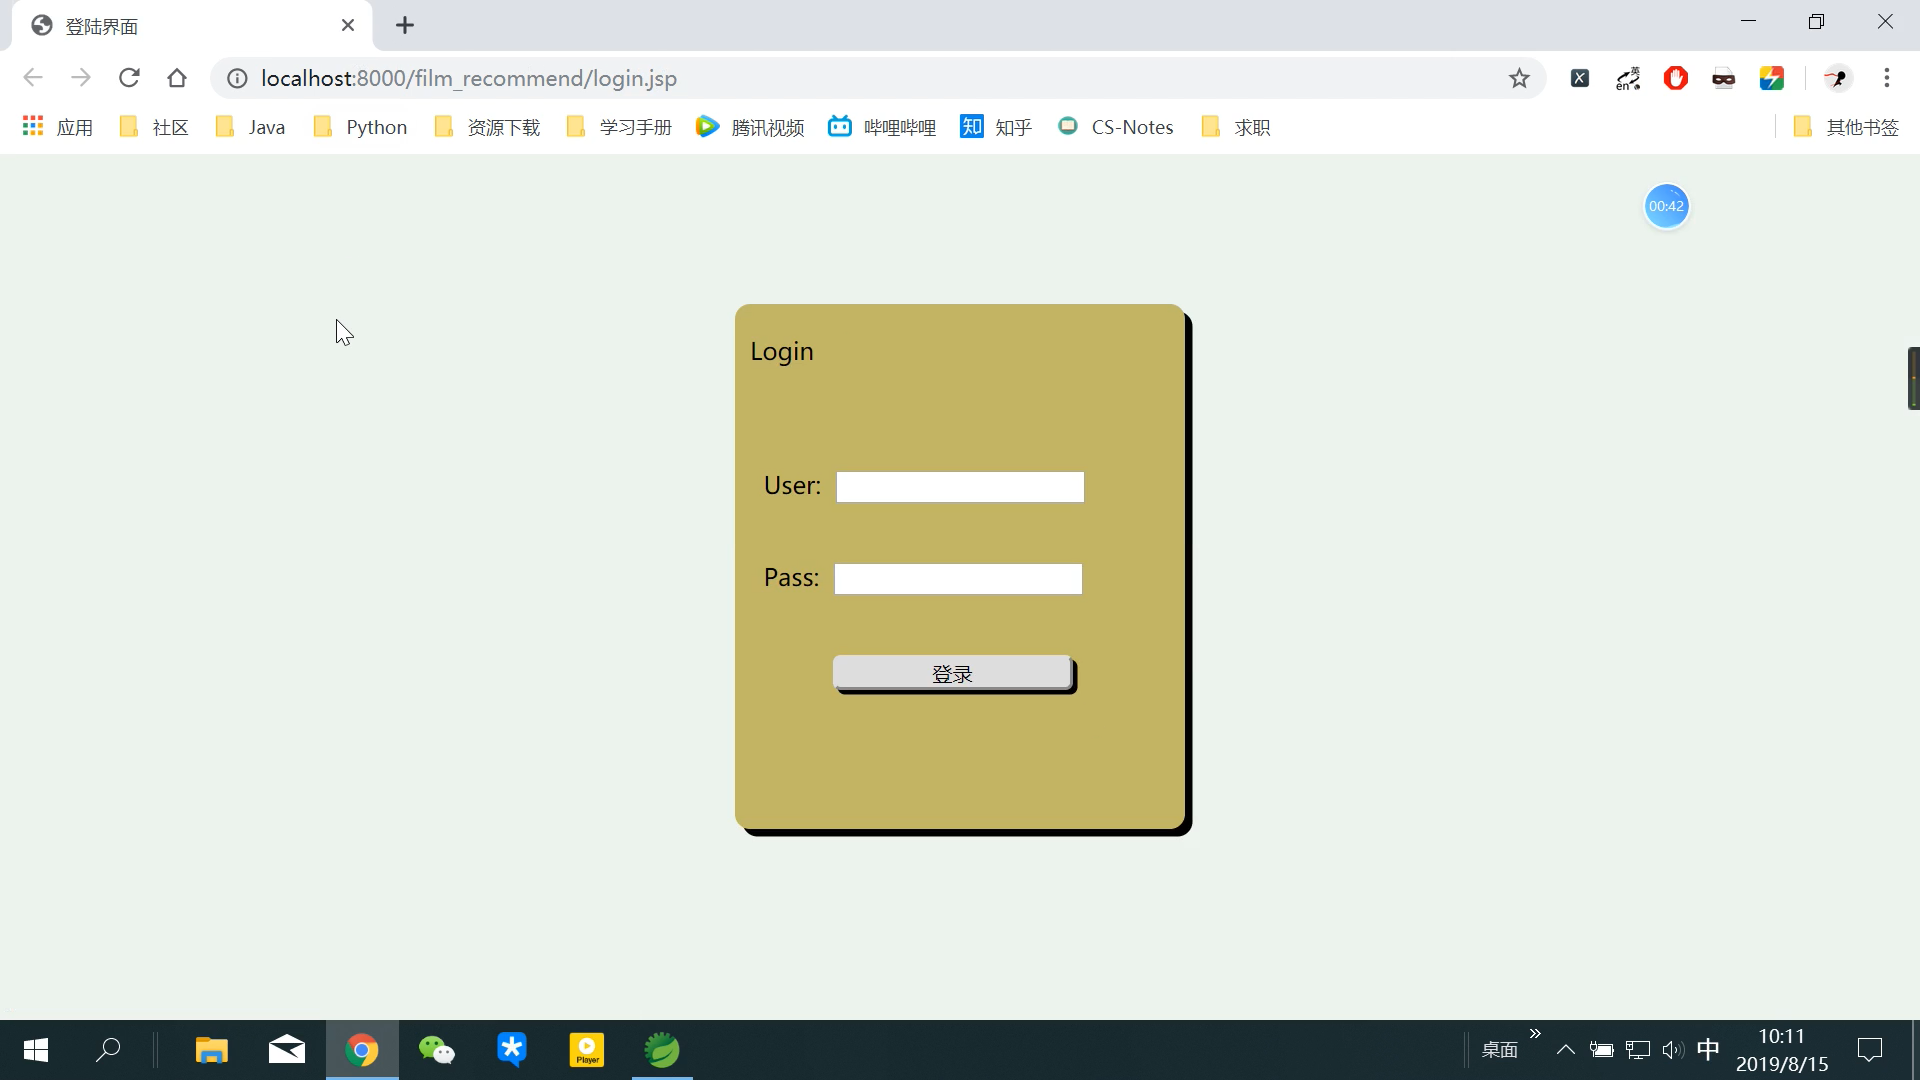 登陆界面
localhost:8000/film_recommend/login.jsp
英
en
应用 社区 Java Python 资源下载 学习手册 腾讯视频 哔哩哔哩 知 知乎 CS-Notes 求职 其他书签
00:42
Login
User:
Pass:
登录
Player
桌面
中
10:11
2019/8/15